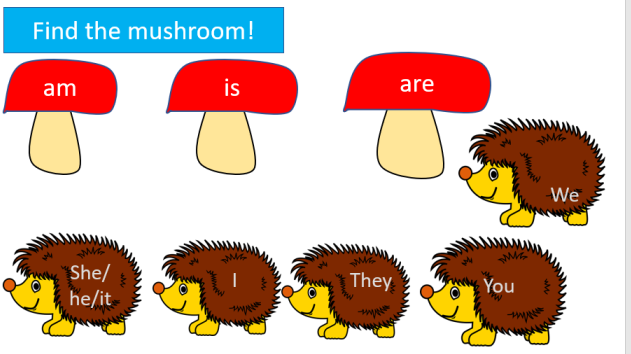 Find the mushroom!
am
is
are
We
She/
he/it
I
They
You